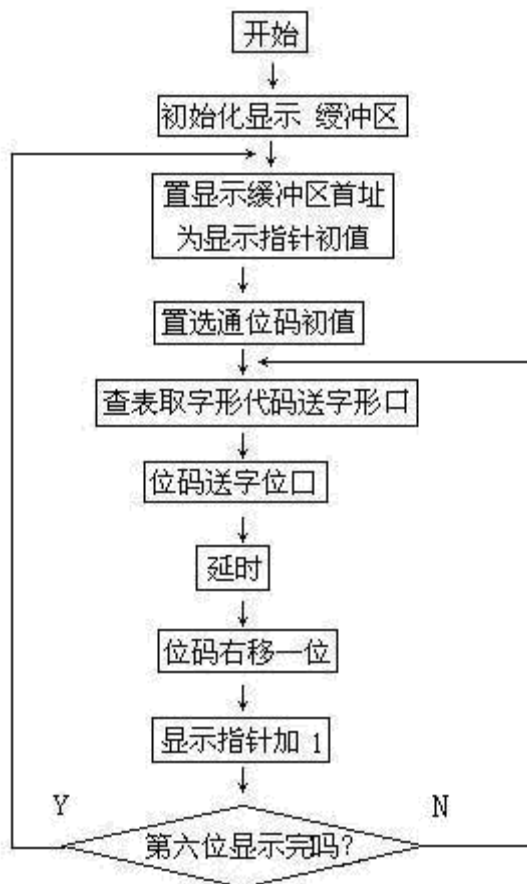 开始
初始化显示 缓冲区
置显示缓冲区首址
为显示指针初值
置选通位码初值
查表取字形代码送字形口
位码送字位口
延时
位码右移一位
显示指针加 1
Y
N
第六位显示完吗?